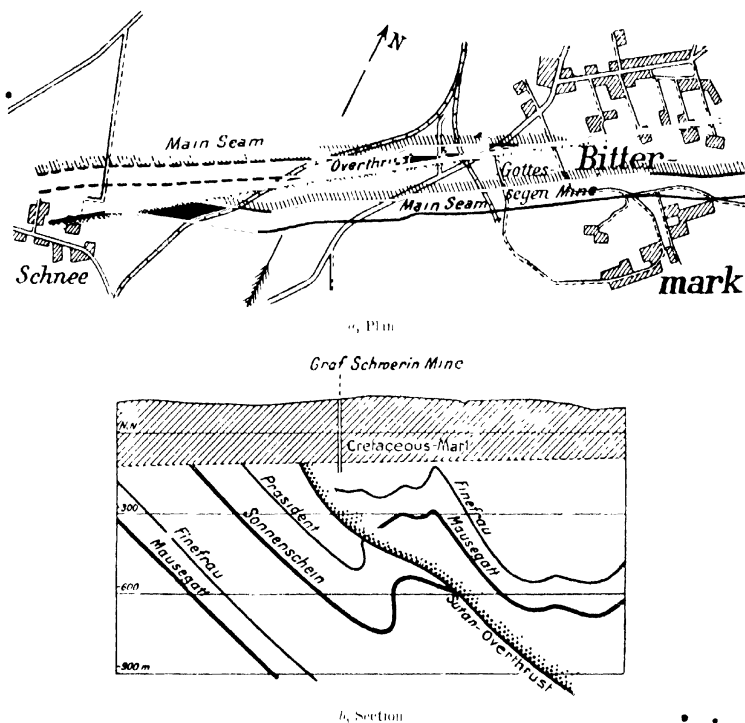 N
Main Seam
Overthrust
Gottes
segen Mine
Bitter-
Main Seam
Schnee
mark
a, Plan
Graf Schwerin Mine
N.N
Cretaceous-Marl
Präsident
Sonnenschein
Finefrau
Mausegatt
300
Finefrau
Mausegatt
600
Sutan-Overthrust
900 m
b, Section